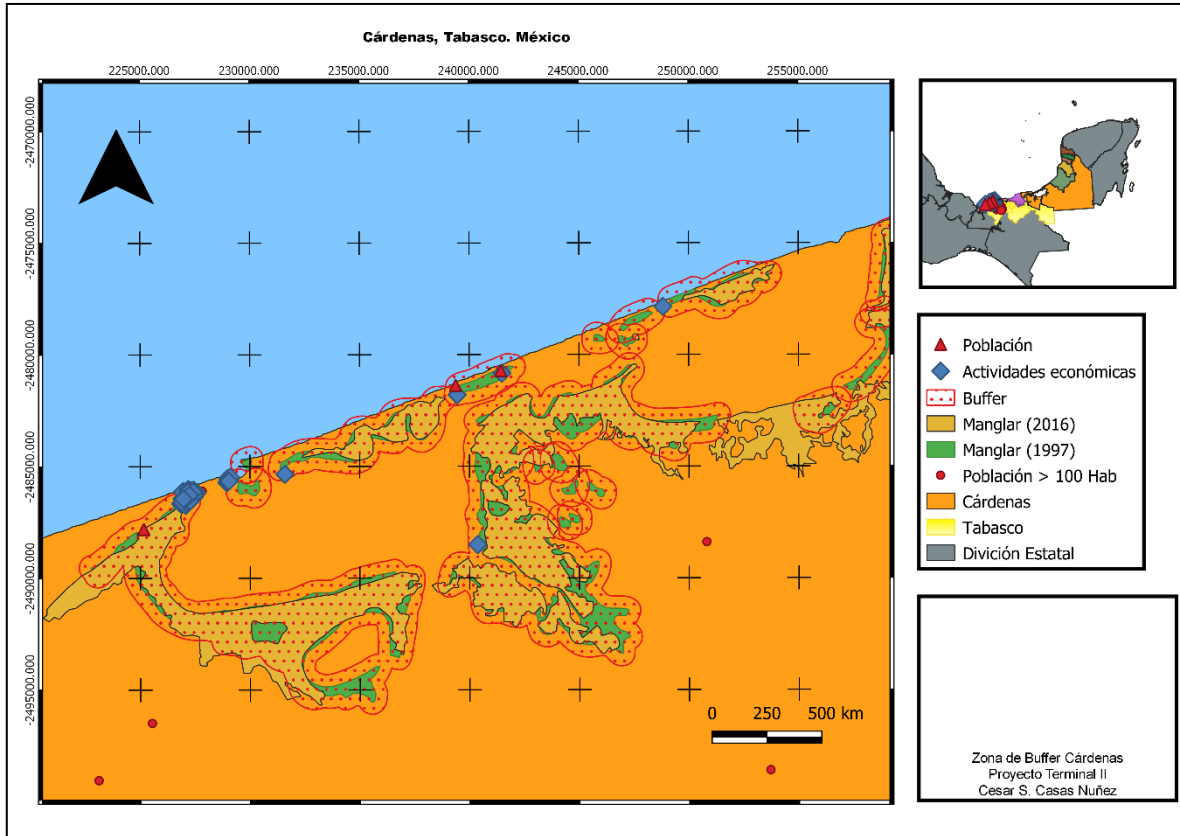 Cárdenas, Tabasco. México
225000.000 230000.000 235000.000 240000.000 245000.000 250000.000 255000.000
-2470000.000
-2475000.000
-2480000.000
-2485000.000
-2490000.000
-2495000.000
0 250 500 km
Población
Actividades económicas
Buffer
Manglar (2016)
Manglar (1997)
Población > 100 Hab
Cárdenas
Tabasco
División Estatal
Zona de Buffer Cárdenas
Proyecto Terminal II
Cesar S. Casas Nuñez